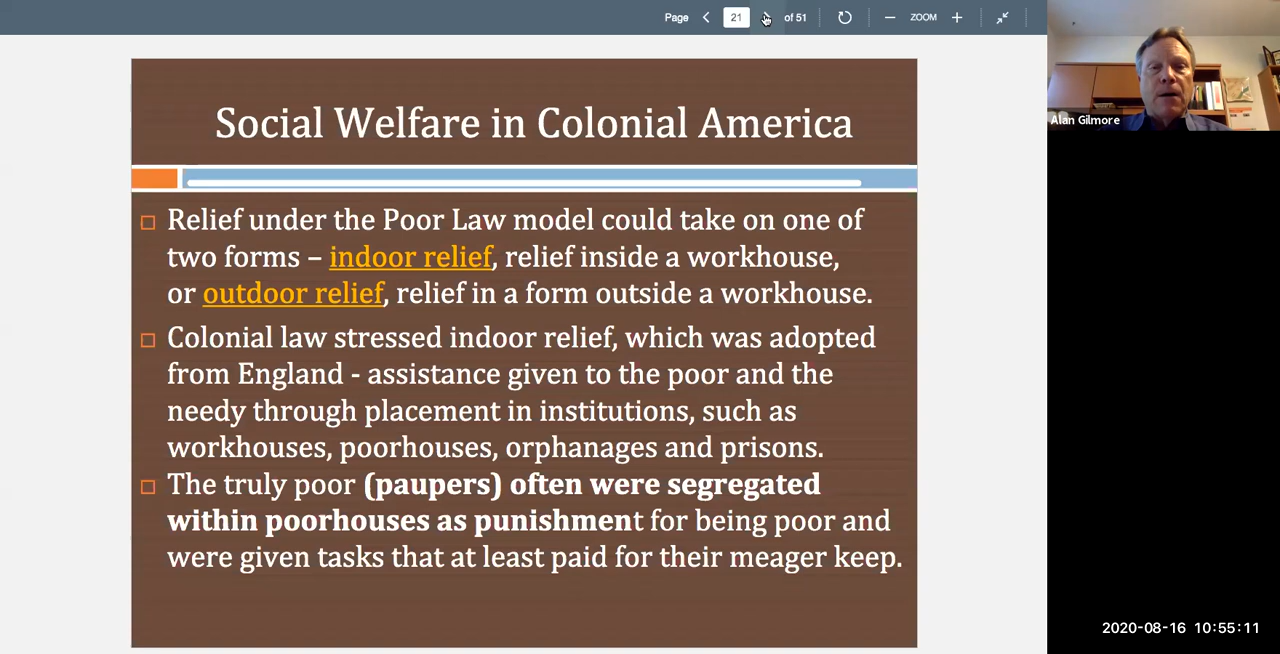 Page 21 of 51 ZOOM
Alan Gilmore
Social Welfare in Colonial America
Relief under the Poor Law model could take on one of
two forms – indoor relief, relief inside a workhouse,
or outdoor relief, relief in a form outside a workhouse.
Colonial law stressed indoor relief, which was adopted
from England - assistance given to the poor and the
needy through placement in institutions, such as
workhouses, poorhouses, orphanages and prisons.
The truly poor (paupers) often were segregated
within poorhouses as punishment for being poor and
were given tasks that at least paid for their meager keep.
2020-08-16 10:55:11